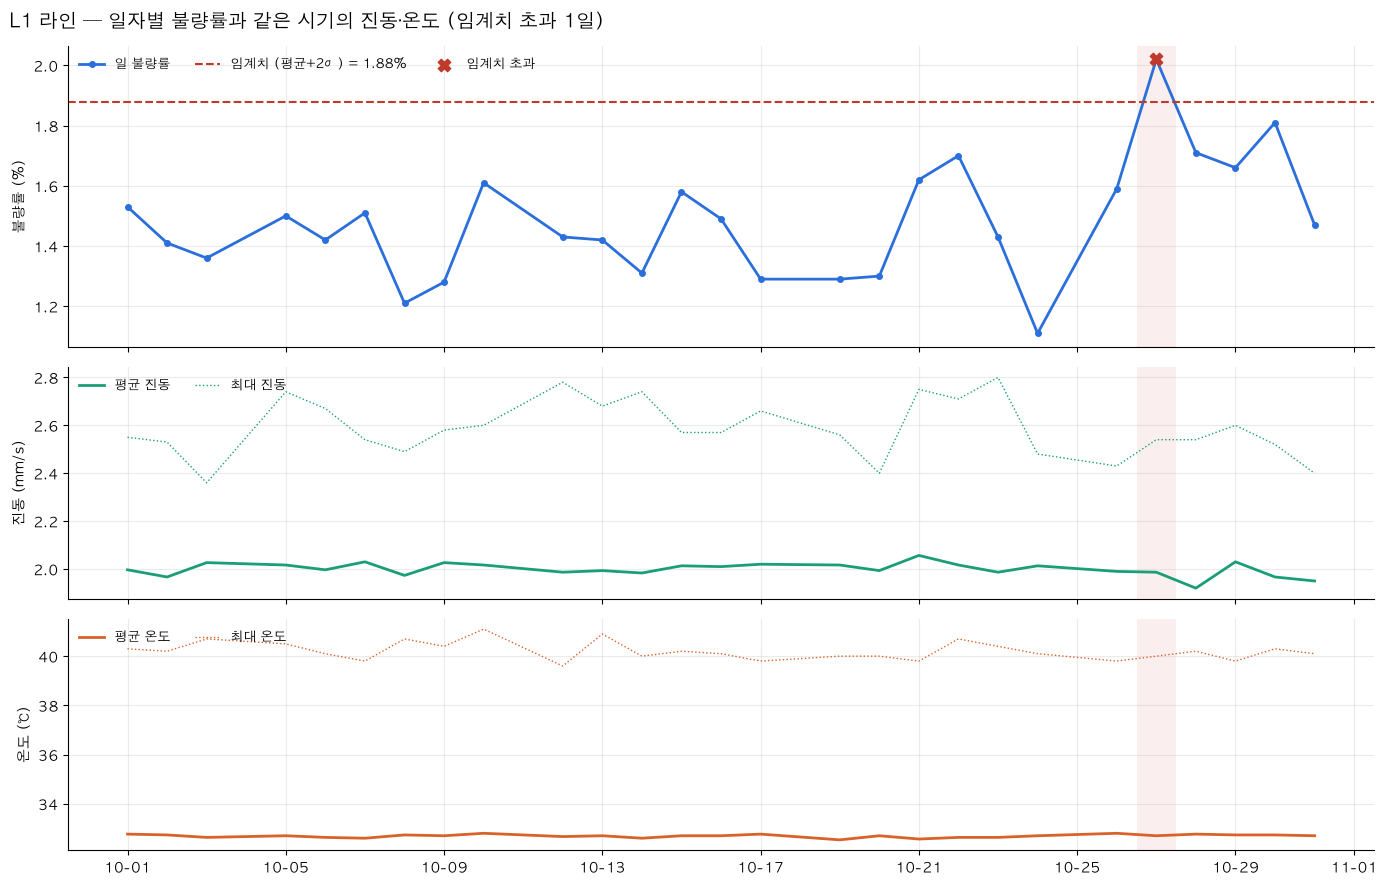 L1 라인 — 일자별 불량률과 같은 시기의 진동·온도 (임계치 초과 1일)
일 불량률 임계치 (평균+2σ ) = 1.88% 임계치 초과
불량률 (%)
2.0
1.8
1.6
1.4
1.2
평균 진동 최대 진동
진동 (mm/s)
2.8
2.6
2.4
2.2
2.0
평균 온도 최대 온도
온도 (℃)
40
38
36
34
10-01 10-05 10-09 10-13 10-17 10-21 10-25 10-29 11-01